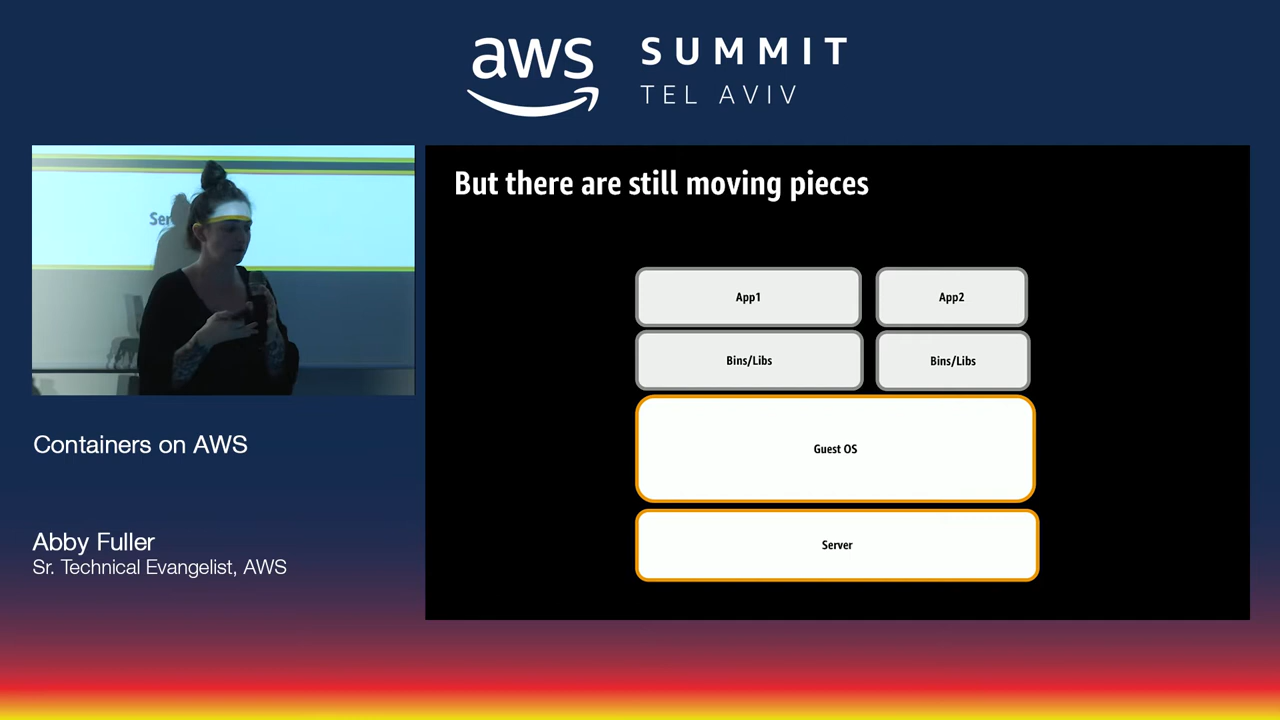 aws
SUMMIT
TEL AVIV
Ser
But there are still moving pieces
App1
App2
Bins/Libs
Bins/Libs
Guest OS
Server
Containers on AWS
Abby Fuller
Sr. Technical Evangelist, AWS